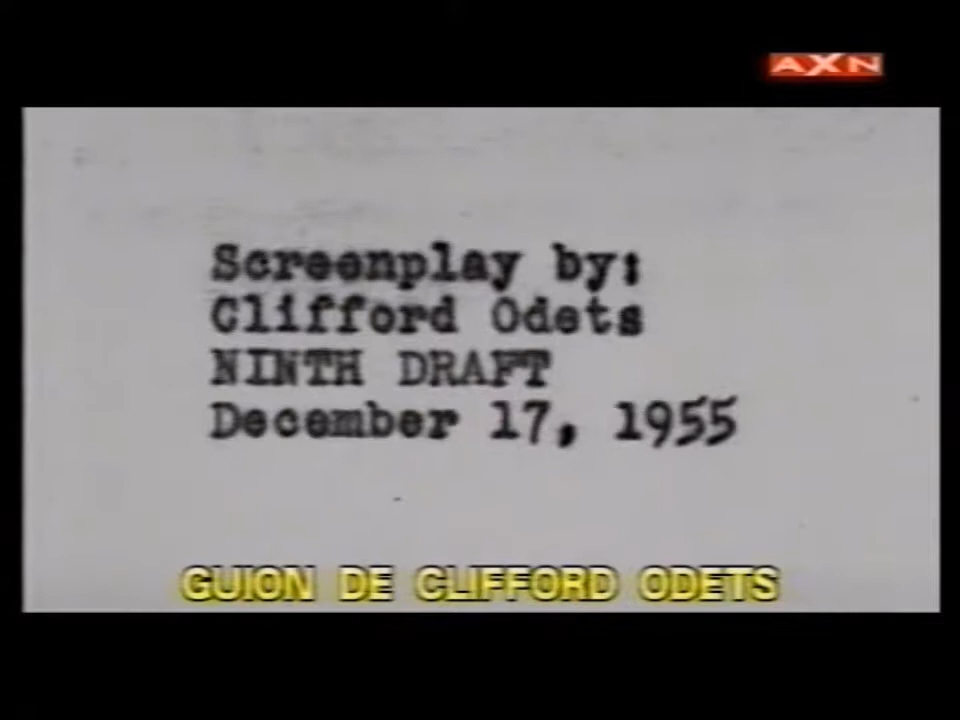 AXN
Screenplay by:
Clifford Odets
NINTH DRAFT
December 17, 1955
GUION DE CLIFFORD ODETS